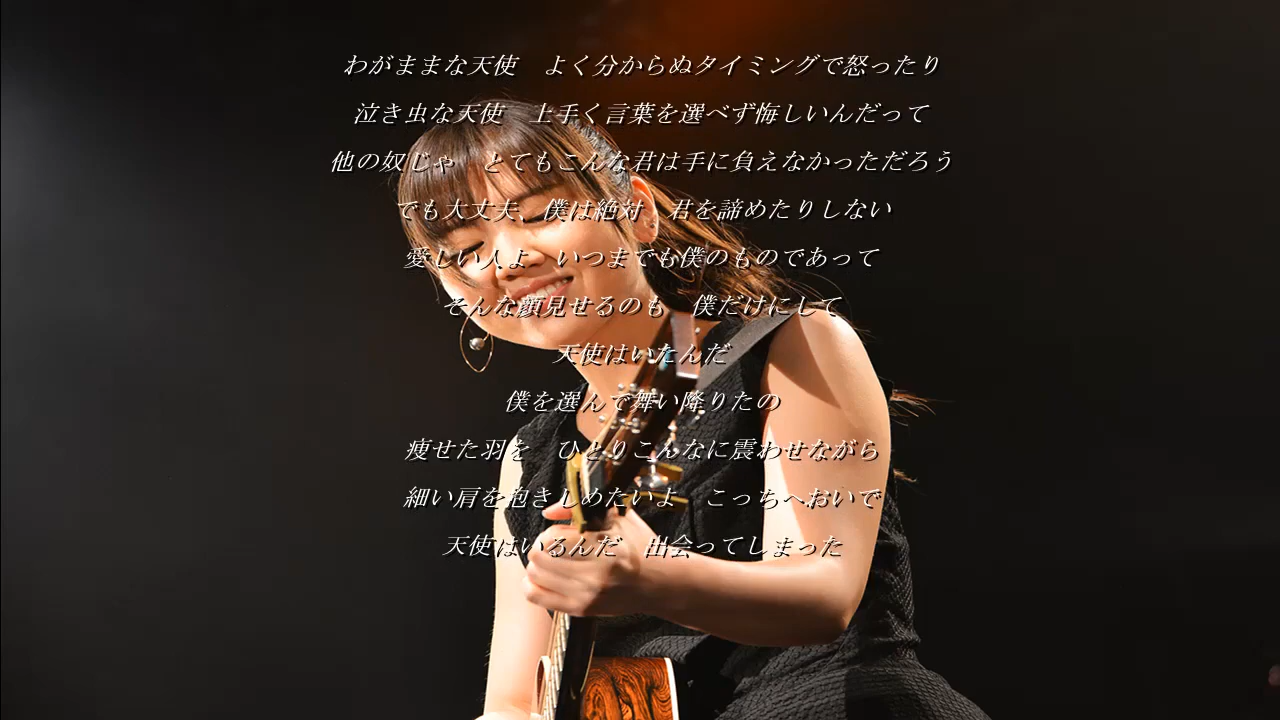 わがままな天使　よく分からぬタイミングで怒ったり
泣き虫な天使　上手く言葉を選べず悔しいんだって
他の奴じゃ　とてもこんな君は手に負えなかっただろう
でも大丈夫、僕は絶対　君を諦めたりしない
愛しい人よ　いつまでも僕のものであって
そんな顔見せるのも　僕だけにして
天使はいたんだ
僕を選んで舞い降りたの
痩せた羽を　ひとりこんなに震わせながら
細い肩を抱きしめたいよ　こっちへおいで
天使はいるんだ　出会ってしまった